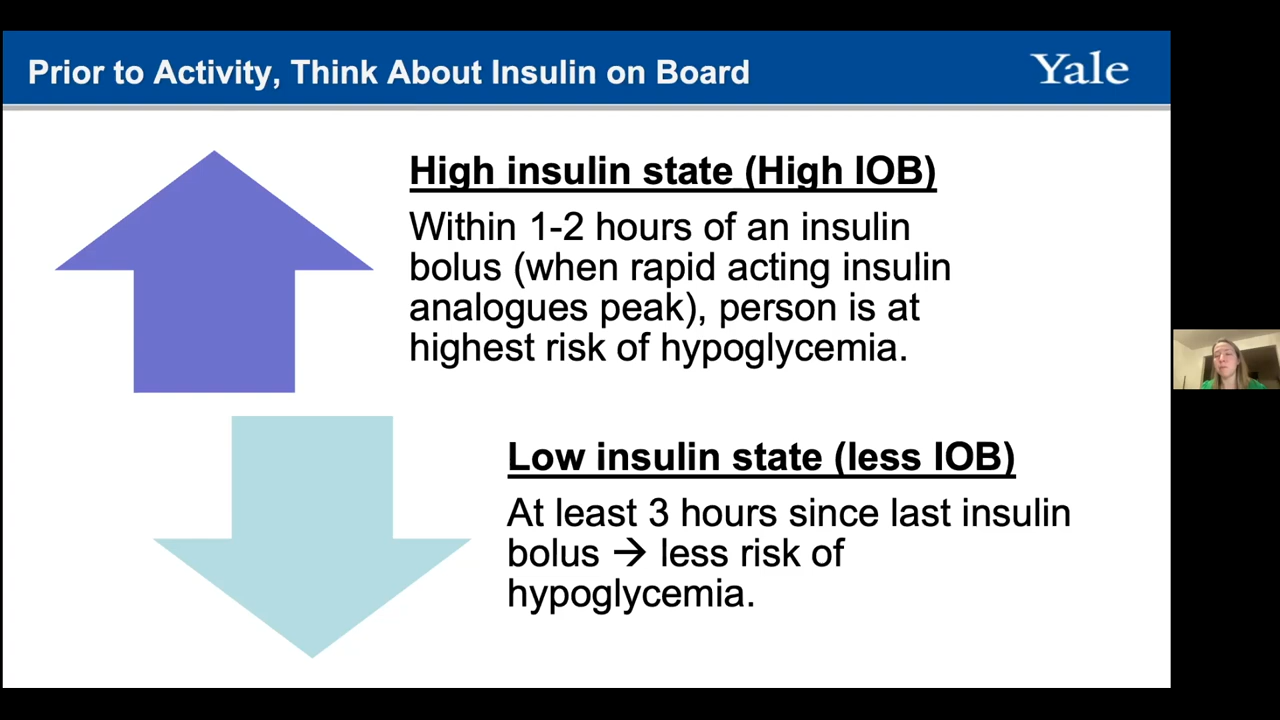 Prior to Activity, Think About Insulin on Board
Yale
High insulin state (High IOB)
Within 1-2 hours of an insulin
bolus (when rapid acting insulin
analogues peak), person is at
highest risk of hypoglycemia.
Low insulin state (less IOB)
At least 3 hours since last insulin
bolus → less risk of
hypoglycemia.